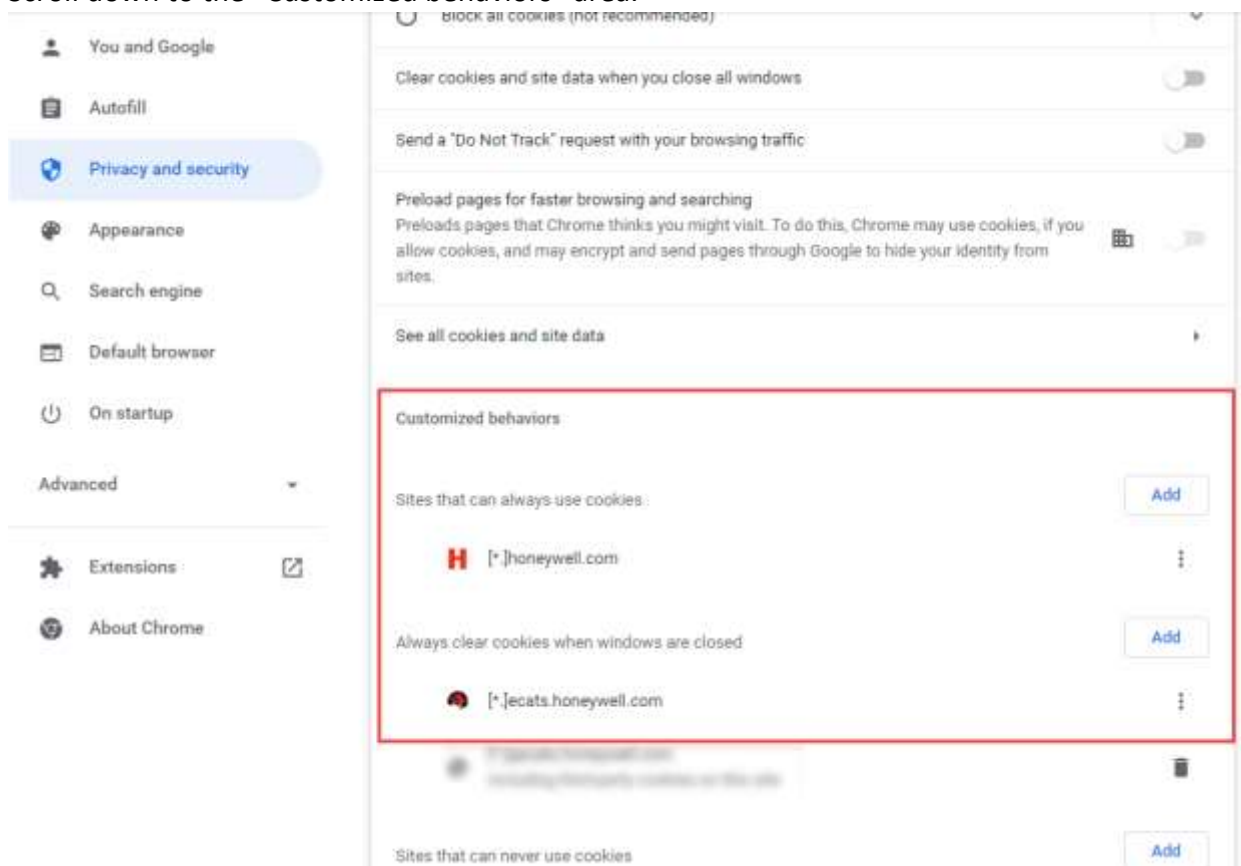 scroll down to the "Customized behaviors" area.
Block all cookies (not recommended)
You and Google
Clear cookies and site data when you close all windows
Autofill
Send a "Do Not Track" request with your browsing traffic
Privacy and security
Preload pages for faster browsing and searching
Preloads pages that Chrome thinks you might visit. To do this, Chrome may use cookies, if you
allow cookies, and may encrypt and send pages through Google to hide your identity from
sites.
Appearance
Search engine
See all cookies and site data
Default browser
On startup
Customized behaviors
Advanced
Sites that can always use cookies
Add
[*.]honeywell.com
Extensions
About Chrome
Always clear cookies when windows are closed
Add
[*.]ecats.honeywell.com
Sites that can never use cookies
Add